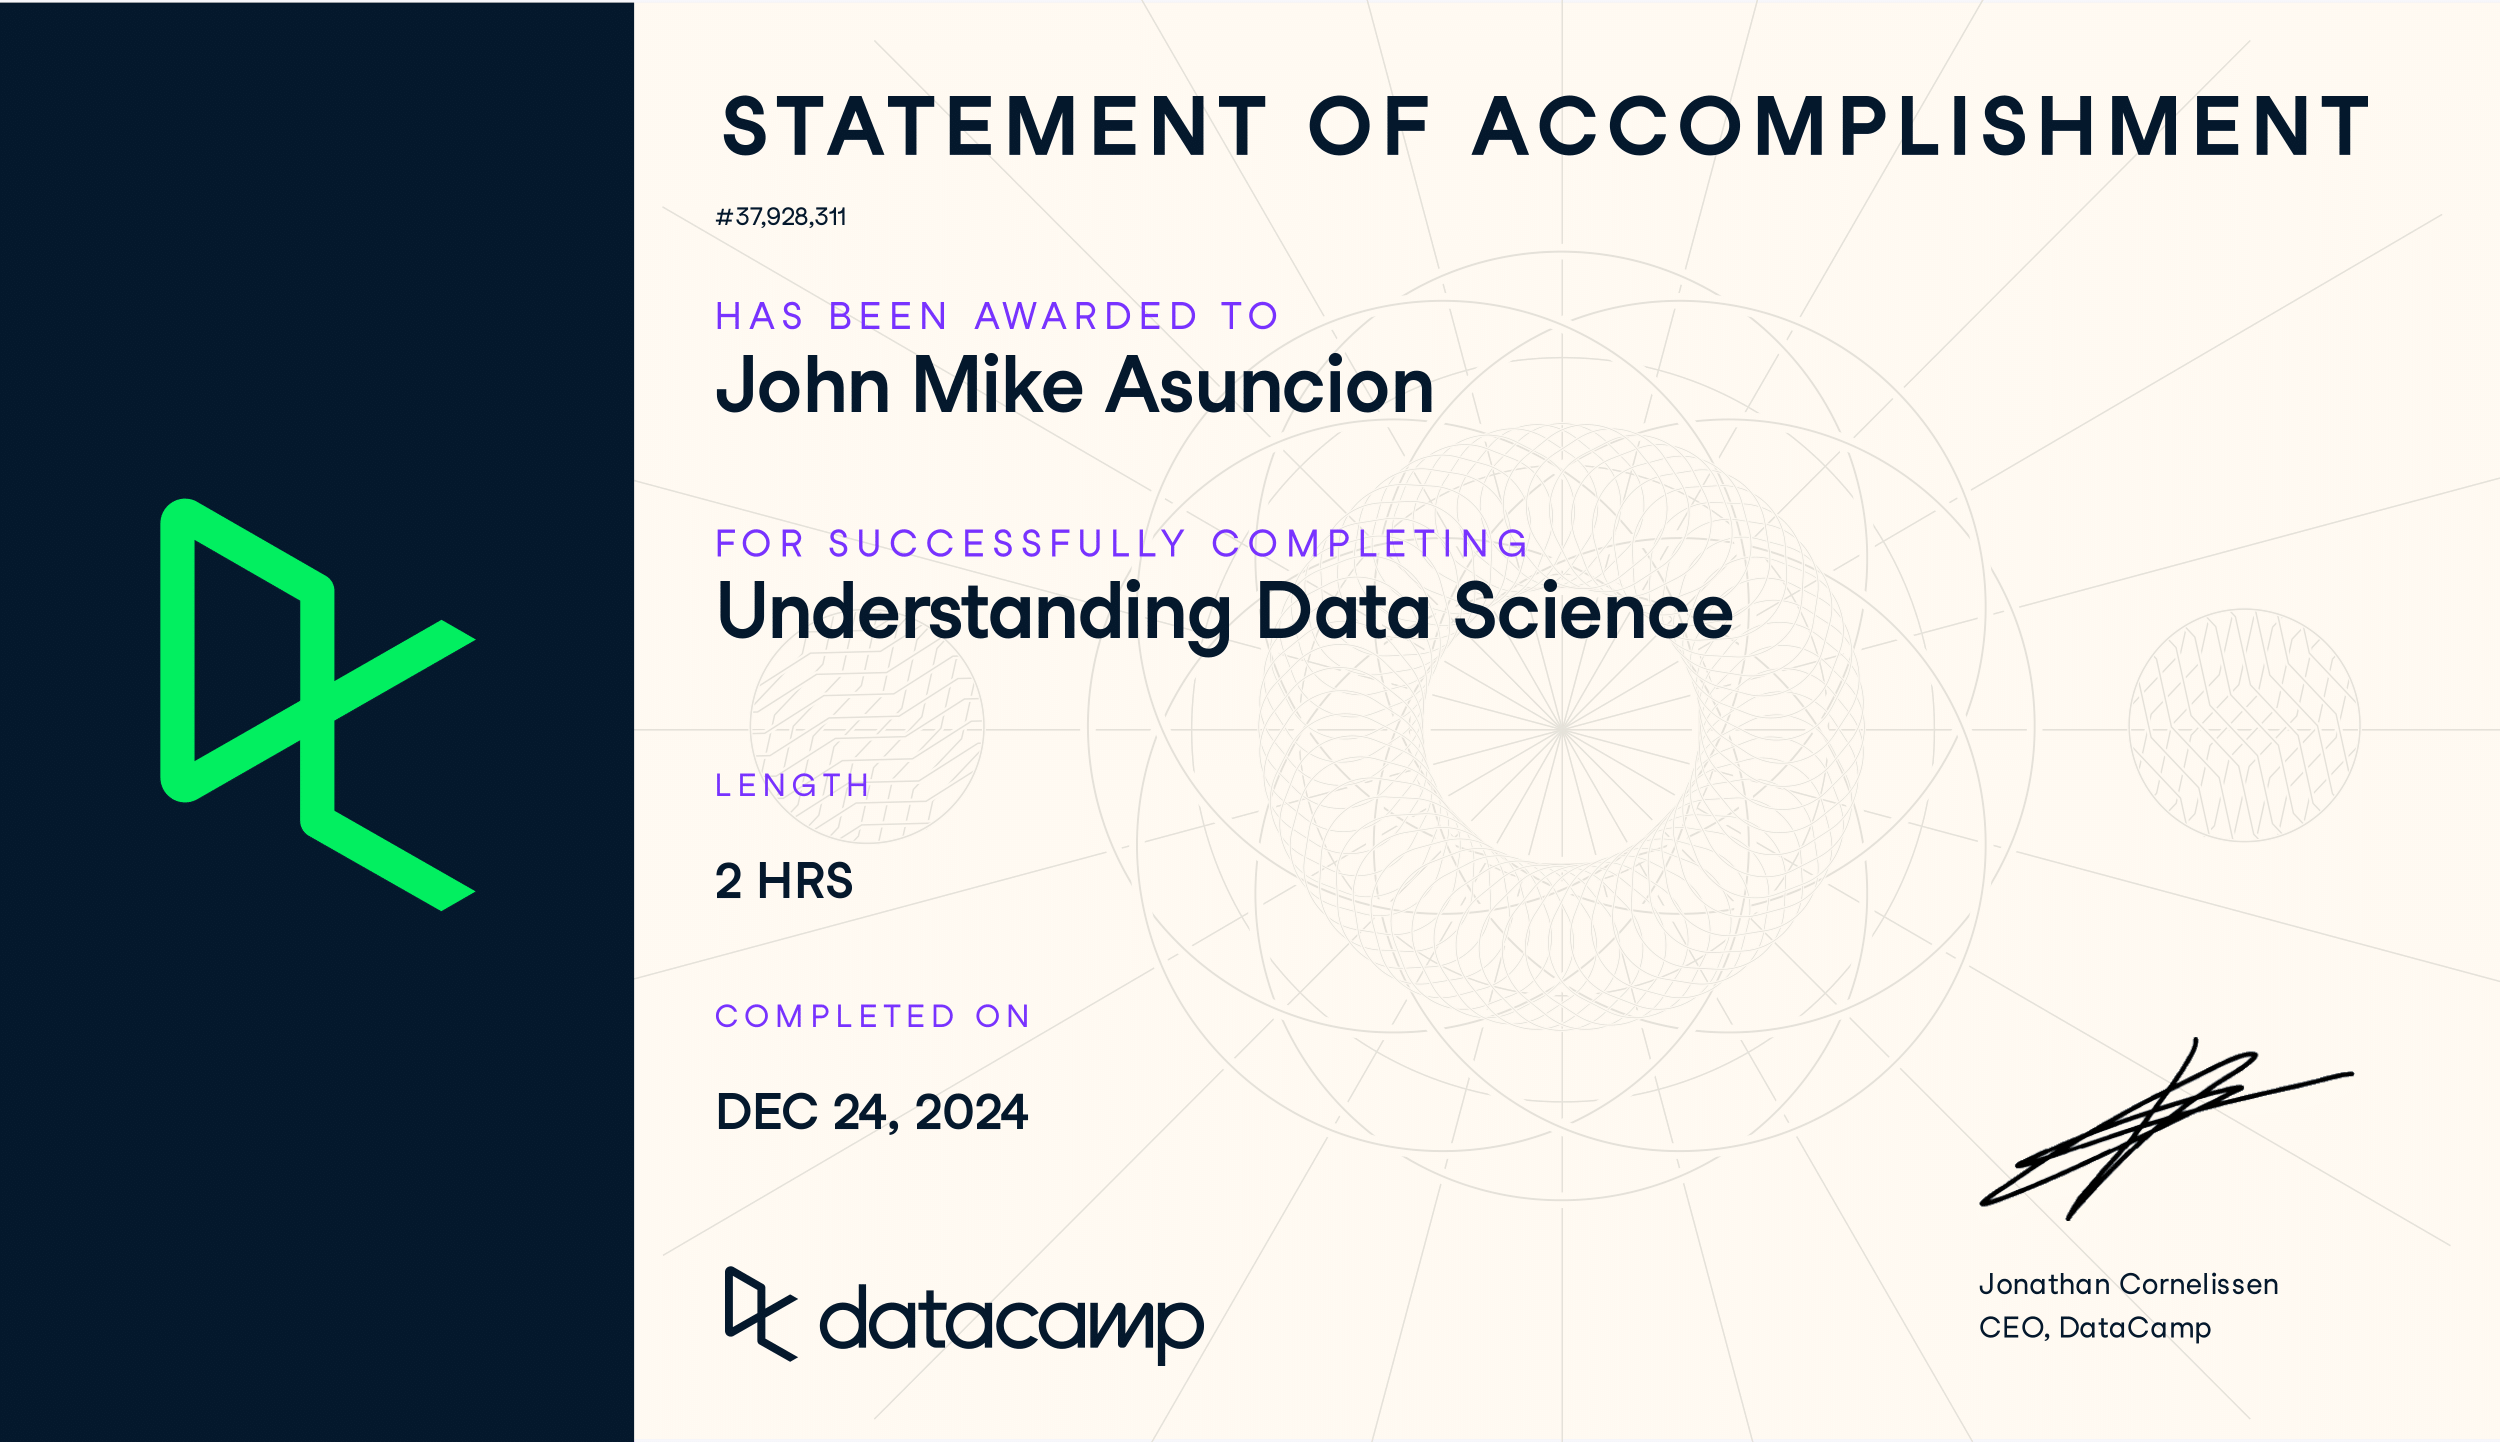 STATEMENT OF ACCOMPLISHMENT
#37,928,311
HAS BEEN AWARDED TO
John Mike Asuncion
FOR SUCCESSFULLY COMPLETING
Understanding Data Science
LENGTH
2 HRS
COMPLETED ON
DEC 24, 2024
datacamp
Jonathan Cornelissen
CEO, DataCamp